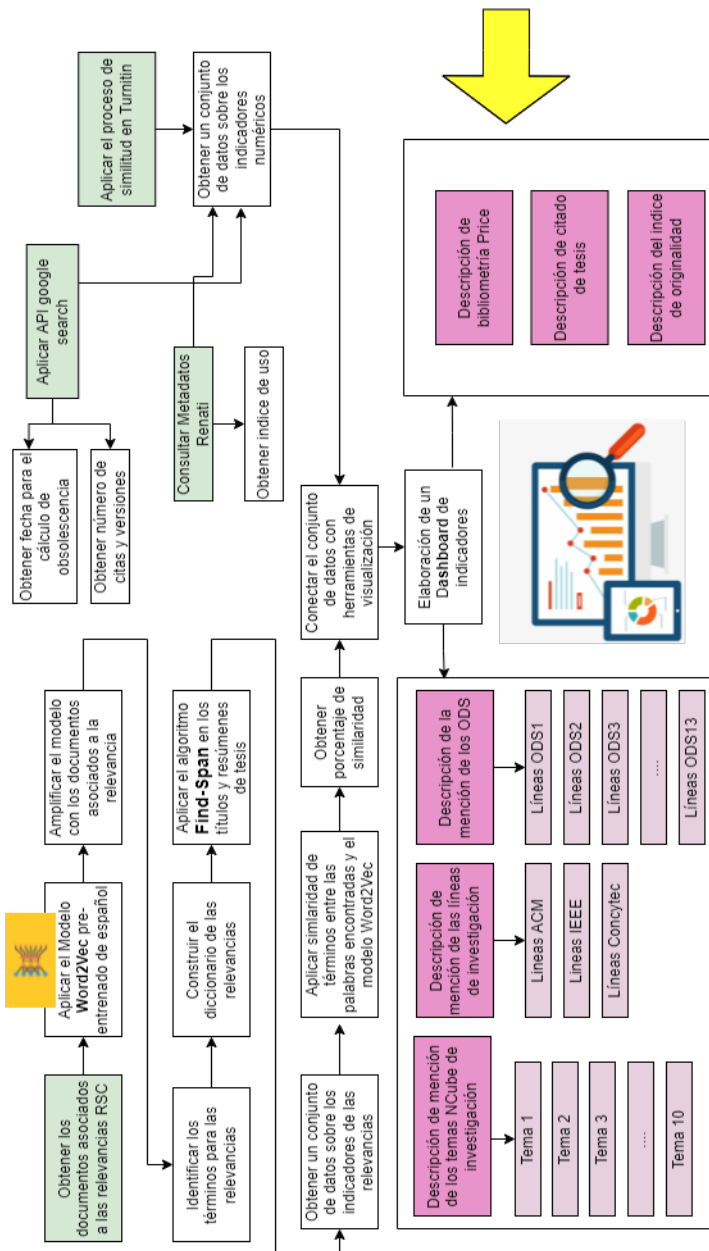 Obtener los
documentos asociados
a las relevancias RSC
Aplicar el Modelo
Word2Vec pre-
entrenado de español
Amplificar el modelo
con los documentos
asociados a la
relevancia
Identificar los
términos para las
relevancias
Construir el
diccionario de las
relevancias
Aplicar el algoritmo
Find-Span en los
títulos y resúmenes
de tesis
Obtener un conjunto
de datos sobre los
indicadores de las
relevancias
Aplicar simlaridad de
términos entre las
palabras encontradas y el
modelo Word2Vec
Obtener
porcentaje de
similaridad
Conectar el conjunto
de datos con
herramientas de
visualización
Obtener fecha para el
cálculo de
obsolescencia
Obtener número de
citas y versiones
Aplicar API google
search
Consultar Metadatos
Renati
Obtener indice de uso
Aplicar el proceso de
similitud en Turnitin
Obtener un conjunto
de datos sobre los
indicadores
numéricos
Elaboración de un
Dashboard de
indicadores
Descripción de mención
de los temas NCube de
investigación
Tema 1
Tema 2
Tema 3
....
Tema 10
Descripción de
mención de las líneas
de investigación
Líneas ACM
Líneas IEEE
Líneas Concytec
Descripción de la
mención de los ODS
Líneas ODS1
Líneas ODS2
Líneas ODS3
....
Líneas ODS13
Descripción de
bibliometría Price
Descripción de citado
de tesis
Descripción del indice
de originalidad